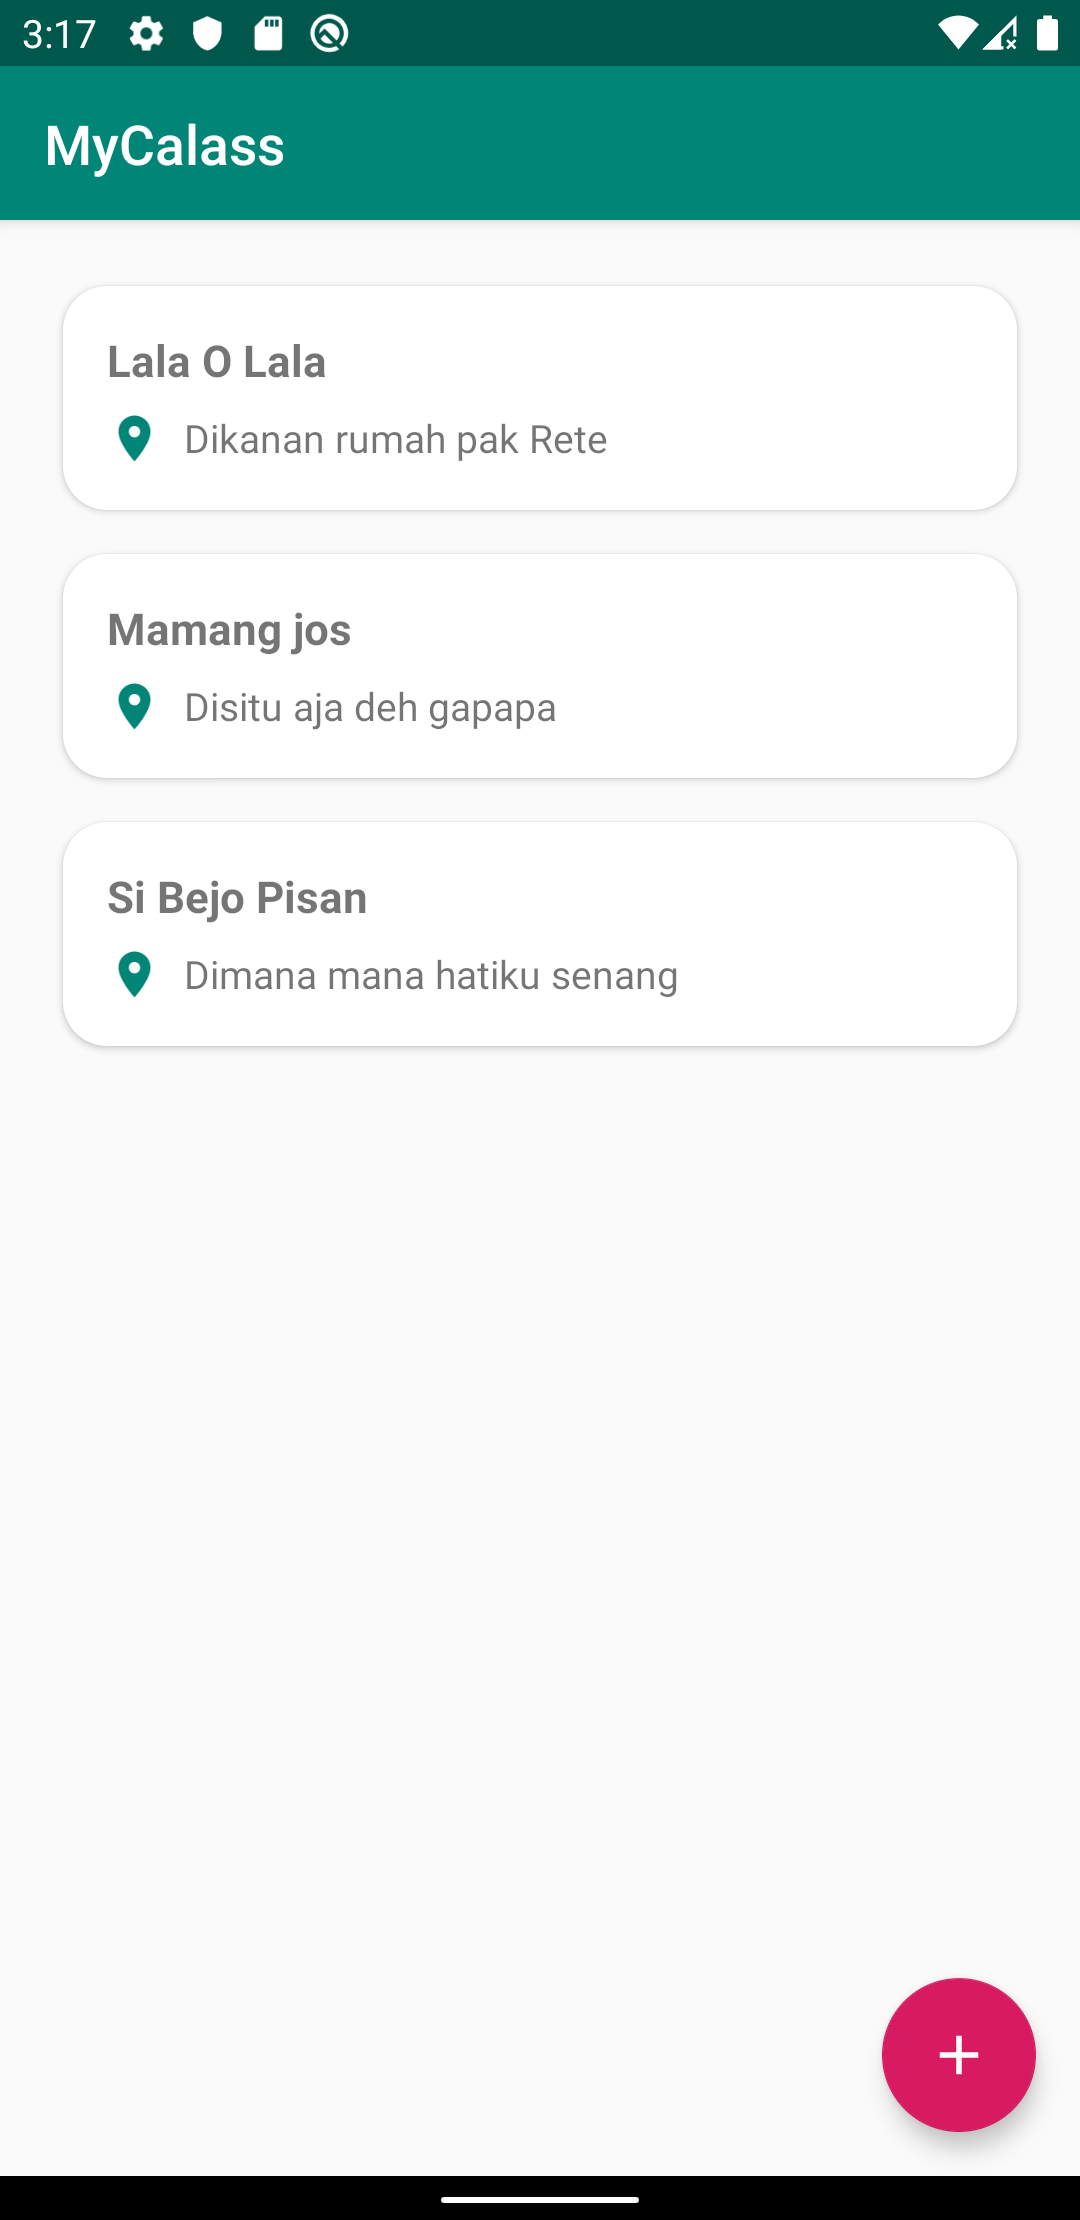 3:17
MyCalass
Lala O Lala
Dikanan rumah pak Rete
Mamang jos
Disitu aja deh gapapa
Si Bejo Pisan
Dimana mana hatiku senang